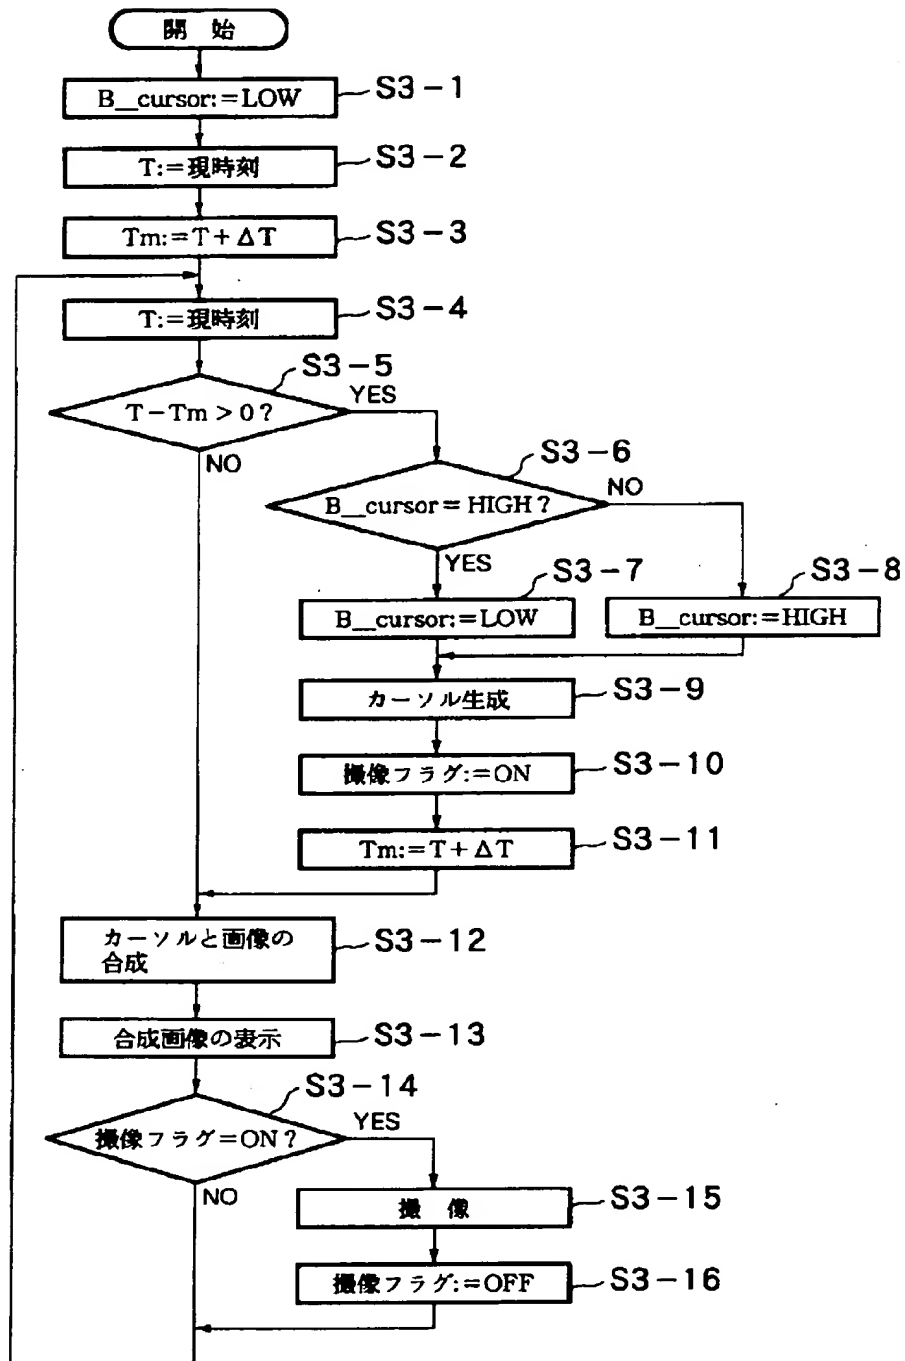 開 始
B__cursor:=LOW
S3-1
T:=現時刻
S3-2
Tm:=T+ΔT
S3-3
T:=現時刻
S3-4
S3-5
T-Tm>0?
YES
NO
S3-6
B__cursor=HIGH?
NO
YES
S3-7
S3-8
B__cursor:=LOW
B__cursor:=HIGH
カーソル生成
S3-9
撮像フラグ:=ON
S3-10
Tm:=T+ΔT
S3-11
カーソルと画像の
合成
S3-12
合成画像の表示
S3-13
S3-14
撮像フラグ=ON?
YES
NO
撮 像
S3-15
撮像フラグ:=OFF
S3-16